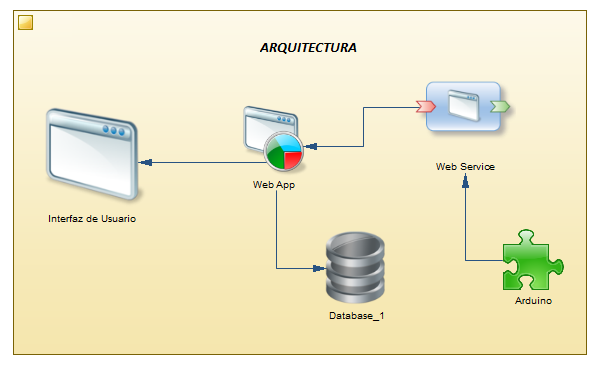 ARQUITECTURA
Web Service
Web App
Interfaz de Usuario
Arduino
Database_1